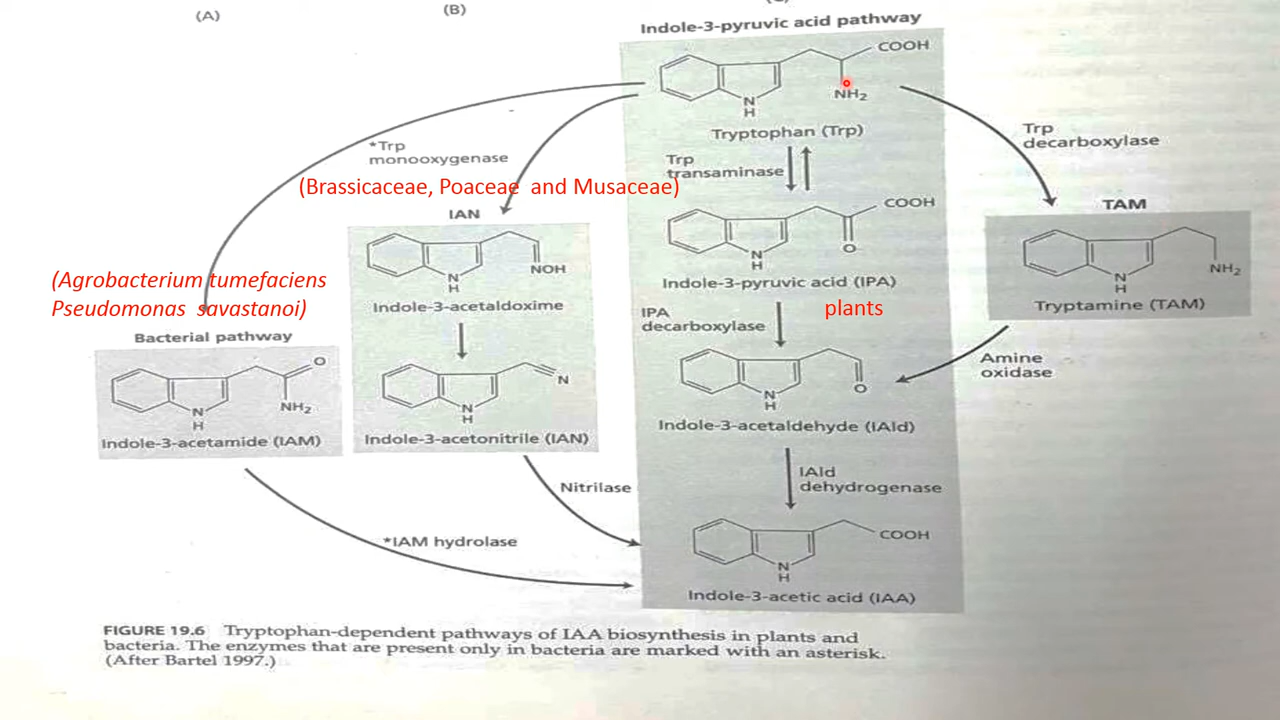 (A)
(B)
Indole-3-pyruvic acid pathway
COOH
NH2
N
H
Tryptophan (Trp)
*Trp
monooxygenase
Trp
decarboxylase
Trp
transaminase
(Brassicaceae, Poaceae and Musaceae)
IAN
NOH
N
H
Indole-3-acetaldoxime
COOH
O
N
H
Indole-3-pyruvic acid (IPA)
TAM
NH2
N
H
Tryptamine (TAM)
(Agrobacterium tumefaciens
Pseudomonas savastanoi)
Bacterial pathway
O
NH2
N
H
Indole-3-acetamide (IAM)
N
N
H
Indole-3-acetonitrile (IAN)
IPA
decarboxylase
plants
O
N
H
Indole-3-acetaldehyde (IAld)
Amine
oxidase
IAld
dehydrogenase
Nitrilase
*IAM hydrolase
COOH
N
H
Indole-3-acetic acid (IAA)
FIGURE 19.6 Tryptophan-dependent pathways of IAA biosynthesis in plants and
bacteria. The enzymes that are present only in bacteria are marked with an asterisk.
(After Bartel 1997.)